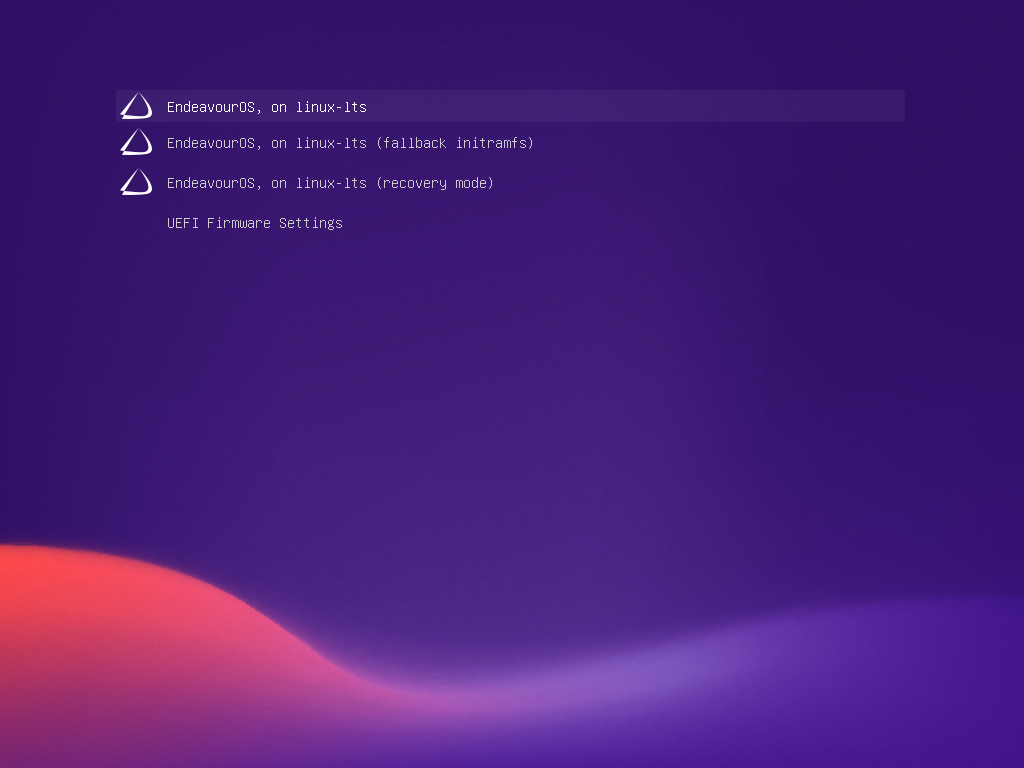 EndeavourOS, on linux-lts
EndeavourOS, on linux-lts (fallback initramfs)
EndeavourOS, on linux-lts (recovery mode)
UEFI Firmware Settings